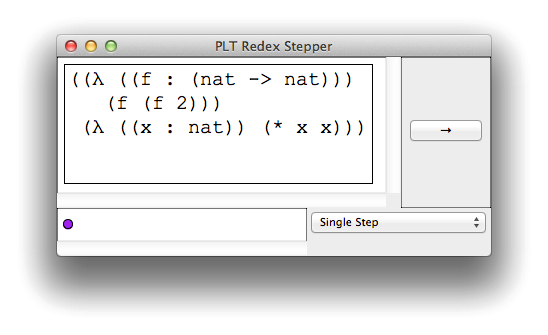 PLT Redex Stepper
((λ ((f : (nat -> nat)))
(f (f 2)))
(λ ((x : nat)) (* x x)))
→
Single Step